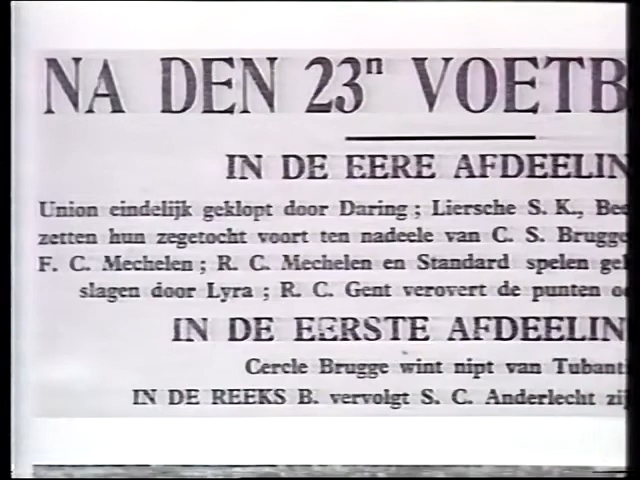 NA DEN 23ⁿ VOETB
IN DE EERE AFDEELIN
Union eindelijk geklopt door Daring ; Liersche S. K., Bee
zetten hun zegetocht voort ten nadeele van C. S. Brugge
F. C. Mechelen ; R. C. Mechelen en Standard spelen gel
slagen door Lyra ; R. C. Gent verovert de punten o
IN DE EERSTE AFDEELIN
Cercle Brugge wint nipt van Tubant
IN DE REEKS B. vervolgt S. C. Anderlecht zij